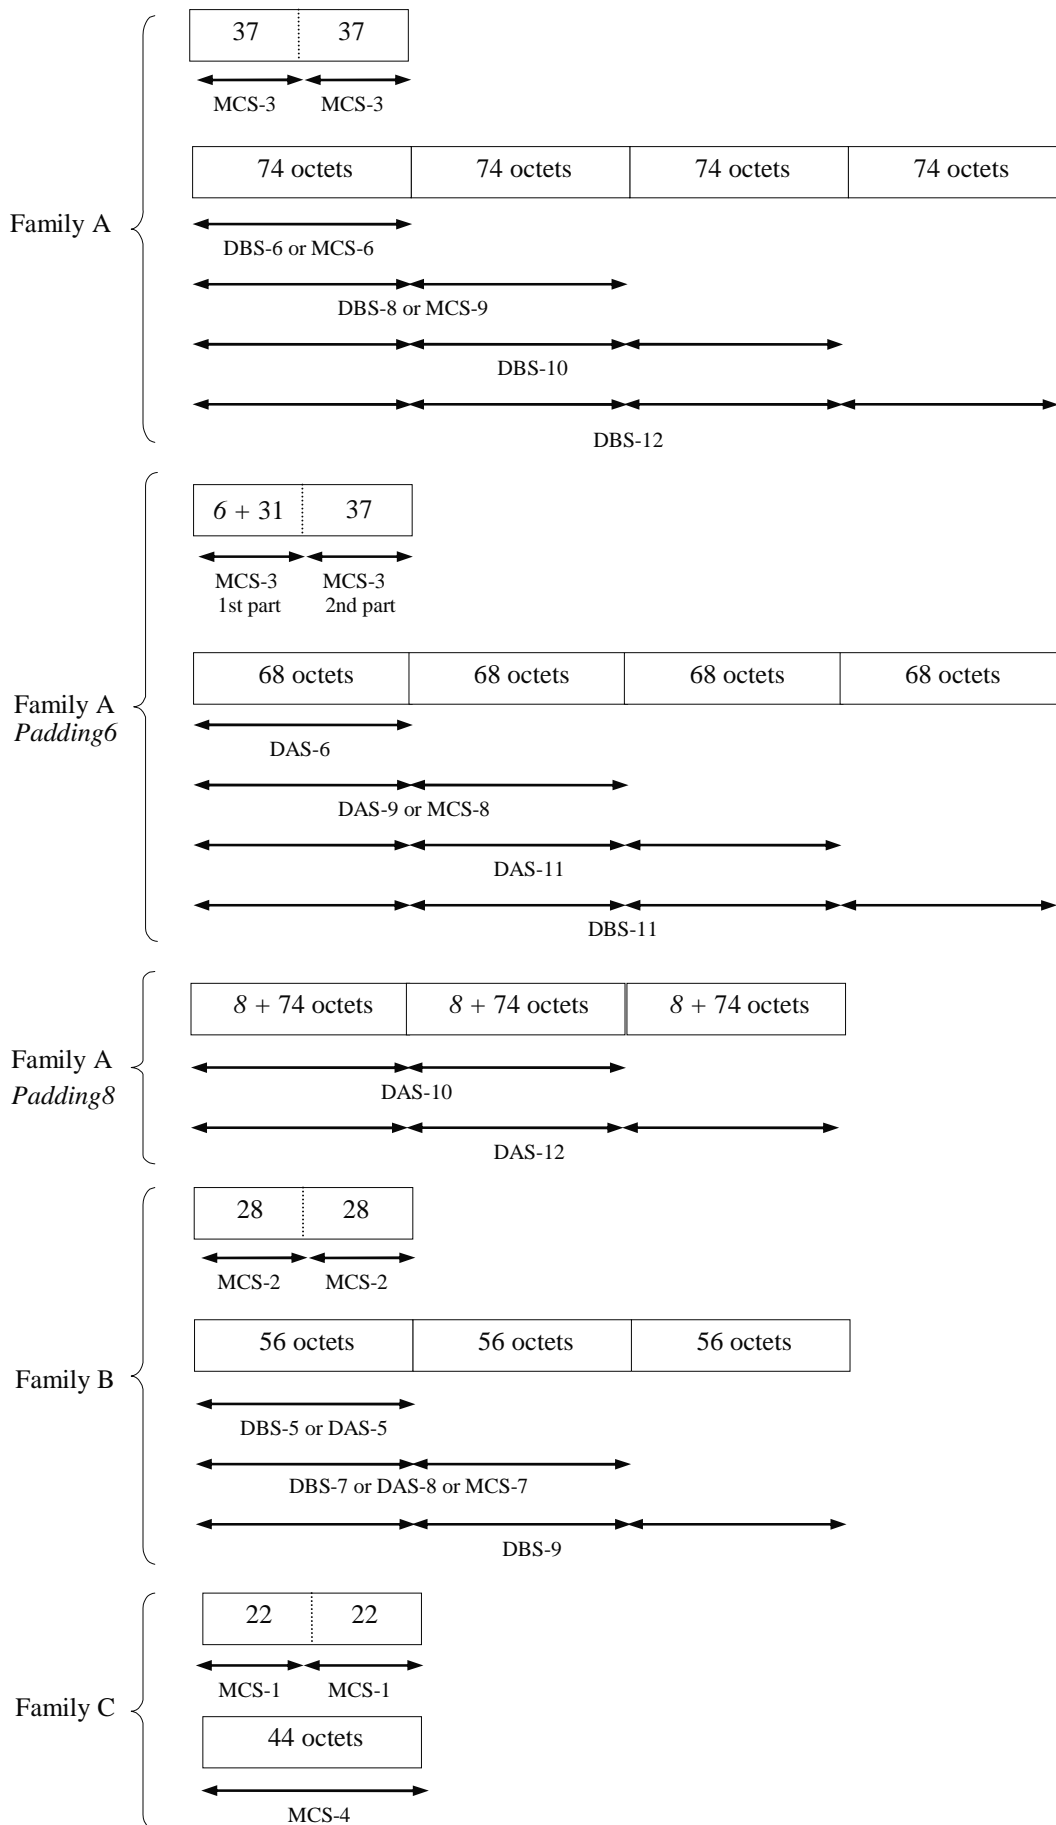 37 37
MCS-3 MCS-3
74 octets 74 octets 74 octets 74 octets
Family A
DBS-6 or MCS-6
DBS-8 or MCS-9
DBS-10
DBS-12
6 + 31 37
MCS-3 MCS-3
1st part 2nd part
68 octets 68 octets 68 octets 68 octets
Family A
Padding6
DAS-6
DAS-9 or MCS-8
DAS-11
DBS-11
8 + 74 octets 8 + 74 octets 8 + 74 octets
Family A
Padding8
DAS-10
DAS-12
28 28
MCS-2 MCS-2
56 octets 56 octets 56 octets
Family B
DBS-5 or DAS-5
DBS-7 or DAS-8 or MCS-7
DBS-9
22 22
MCS-1 MCS-1
Family C
44 octets
MCS-4